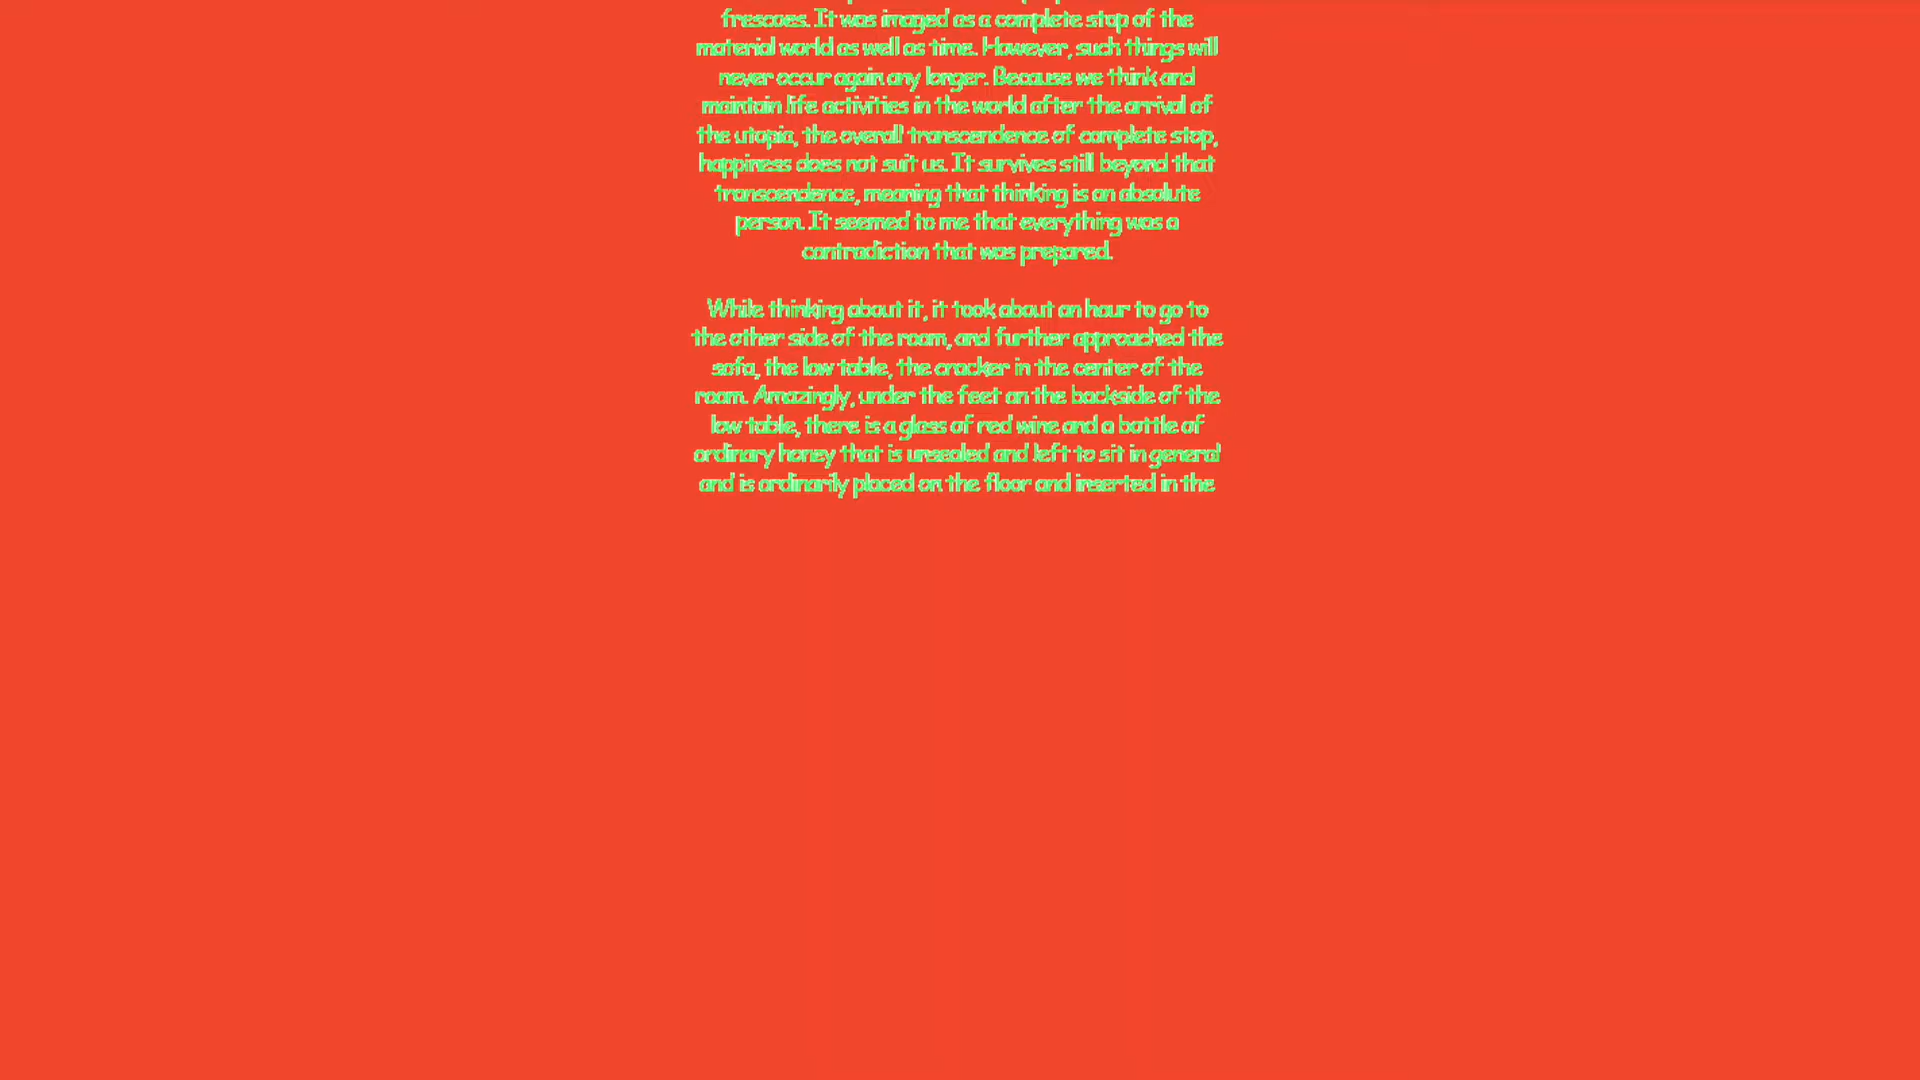 frescoes. It was imaged as a complete stop of the
material world as well as time. However, such things will
never occur again any longer. Because we think and
maintain life activities in the world after the arrival of
the utopia, the overall transcendence of complete stop,
happiness does not suit us. It survives still beyond that
transcendence, meaning that thinking is an absolute
person. It seemed to me that everything was a
contradiction that was prepared.
While thinking about it, it took about an hour to go to
the other side of the room, and further approached the
sofa, the low table, the cracker in the center of the
room. Amazingly, under the feet on the backside of the
low table, there is a glass of red wine and a bottle of
ordinary honey that is unsealed and left to sit in general
and is ordinarily placed on the floor and inserted in the